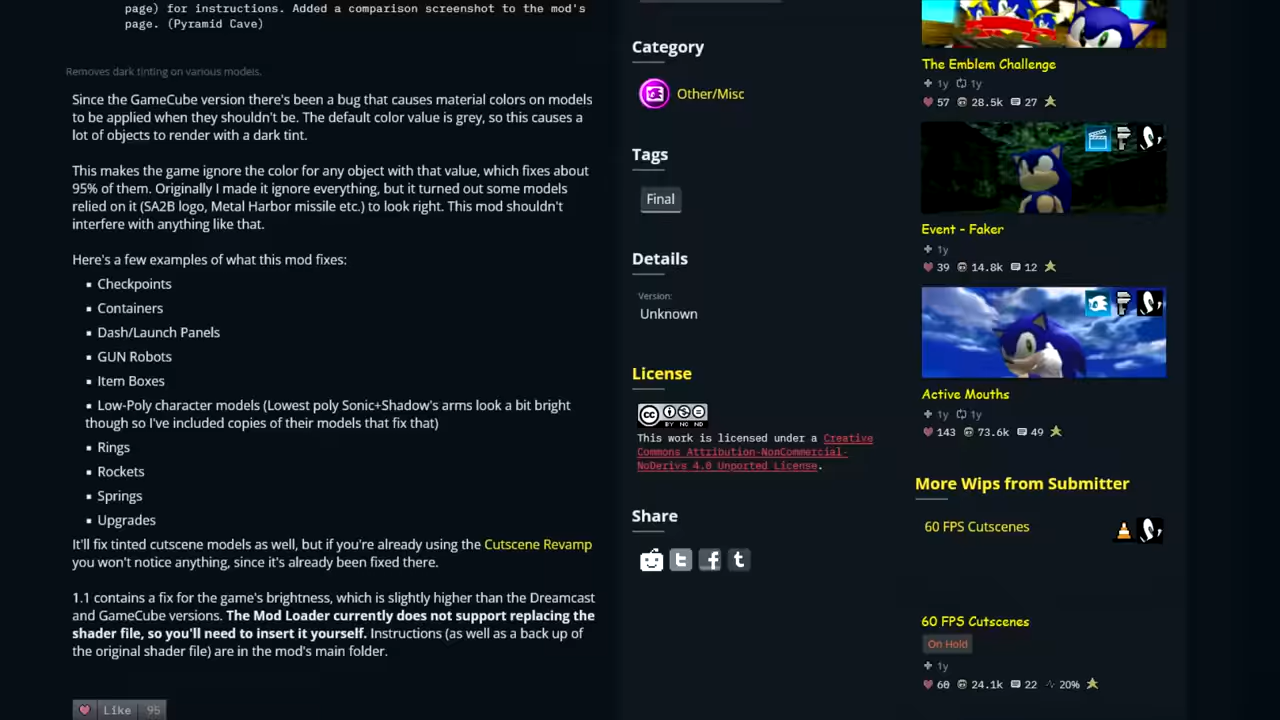 page) for instructions. Added a comparison screenshot to the mod's
page. (Pyramid Cave)
Removes dark tinting on various models.
Since the GameCube version there's been a bug that causes material colors on models
to be applied when they shouldn't be. The default color value is grey, so this causes a
lot of objects to render with a dark tint.
This makes the game ignore the color for any object with that value, which fixes about
95% of them. Originally I made it ignore everything, but it turned out some models
relied on it (SA2B logo, Metal Harbor missile etc.) to look right. This mod shouldn't
interfere with anything like that.
Here's a few examples of what this mod fixes:
▪ Checkpoints
▪ Containers
▪ Dash/Launch Panels
▪ GUN Robots
▪ Item Boxes
▪ Low-Poly character models (Lowest poly Sonic+Shadow's arms look a bit bright
though so I've included copies of their models that fix that)
▪ Rings
▪ Rockets
▪ Springs
▪ Upgrades
It'll fix tinted cutscene models as well, but if you're already using the Cutscene Revamp
you won't notice anything, since it's already been fixed there.
1.1 contains a fix for the game's brightness, which is slightly higher than the Dreamcast
and GameCube versions. The Mod Loader currently does not support replacing the
shader file, so you'll need to insert it yourself. Instructions (as well as a back up of
the original shader file) are in the mod's main folder.
Like 95
Category
Other/Misc
Tags
Final
Details
Version:
Unknown
License
cc BY NC ND
This work is licensed under a Creative
Commons Attribution-NonCommercial-
NoDerivs 4.0 Unported License.
Share
The Emblem Challenge
1y 1y
57 28.5k 27
Event - Faker
1y
39 14.8k 12
Active Mouths
1y 1y
143 73.6k 49
More Wips from Submitter
60 FPS Cutscenes
60 FPS Cutscenes
On Hold
1y
60 24.1k 22 20%